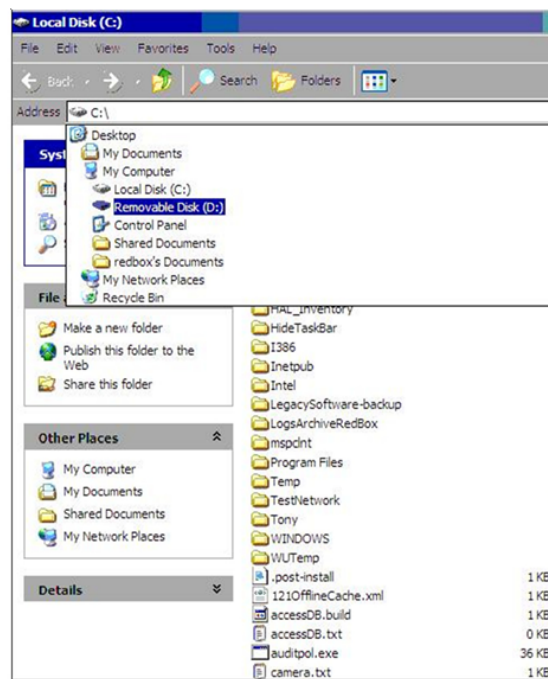 Local Disk (C:)
File Edit View Favorites Tools Help
Back Search Folders
Address C:\
Desktop
My Documents
My Computer
Local Disk (C:)
Removable Disk (D:)
Control Panel
Shared Documents
redbox's Documents
My Network Places
Recycle Bin
Syst
File a
Make a new folder
Publish this folder to the
Web
Share this folder
Other Places
My Computer
My Documents
Shared Documents
My Network Places
Details
HAL_Inventory
HideTaskBar
I386
Inetpub
Intel
LegacySoftware-backup
LogsArchiveRedBox
mspclnt
Program Files
Temp
TestNetwork
Tony
WINDOWS
WUTemp
.post-install 1 KB
121OfflineCache.xml 1 KB
accessDB.build 1 KB
accessDB.txt 0 KB
auditpol.exe 36 KB
camera.txt 1 KB